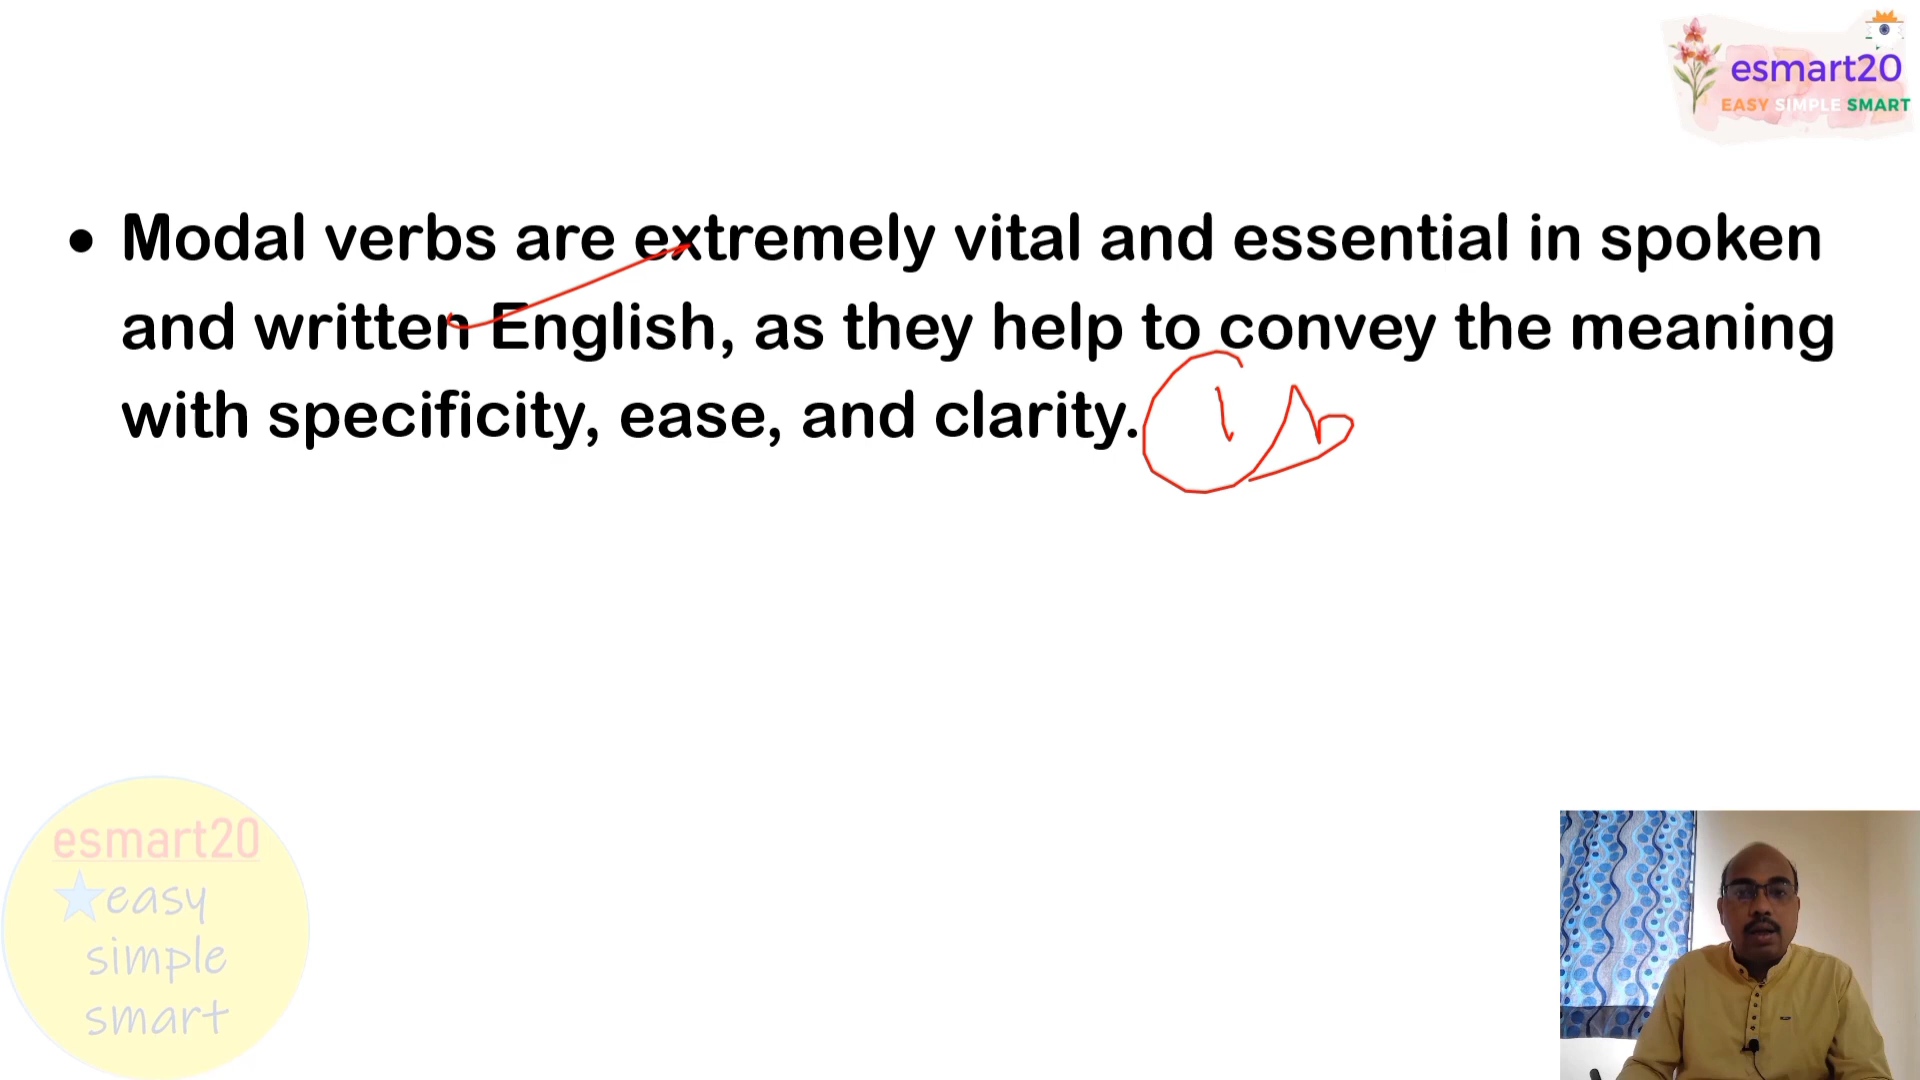 esmart20
EASY SIMPLE SMART
• Modal verbs are extremely vital and essential in spoken
and written English, as they help to convey the meaning
with specificity, ease, and clarity.
esmart20
easy
simple
smart